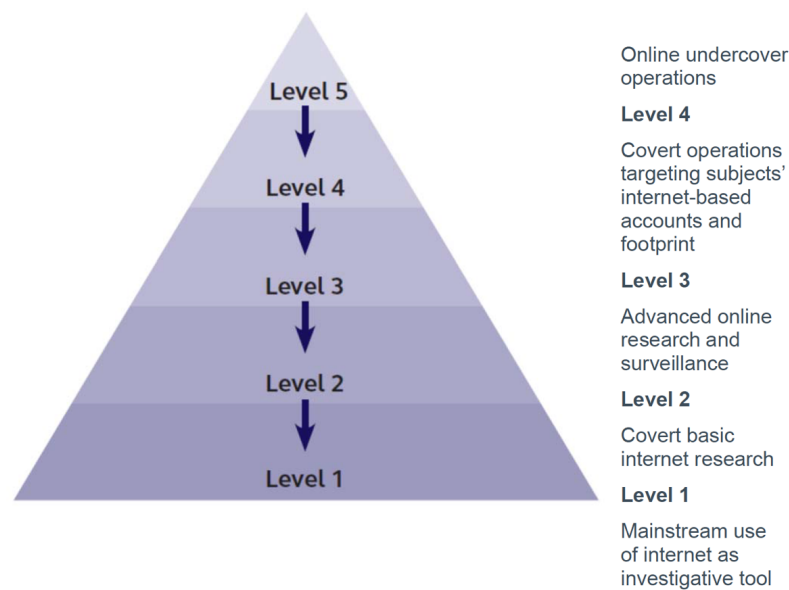 Level 5
Level 4
Level 3
Level 2
Level 1
Online undercover
operations
Level 4
Covert operations
targeting subjects’
internet-based
accounts and
footprint
Level 3
Advanced online
research and
surveillance
Level 2
Covert basic
internet research
Level 1
Mainstream use
of internet as
investigative tool